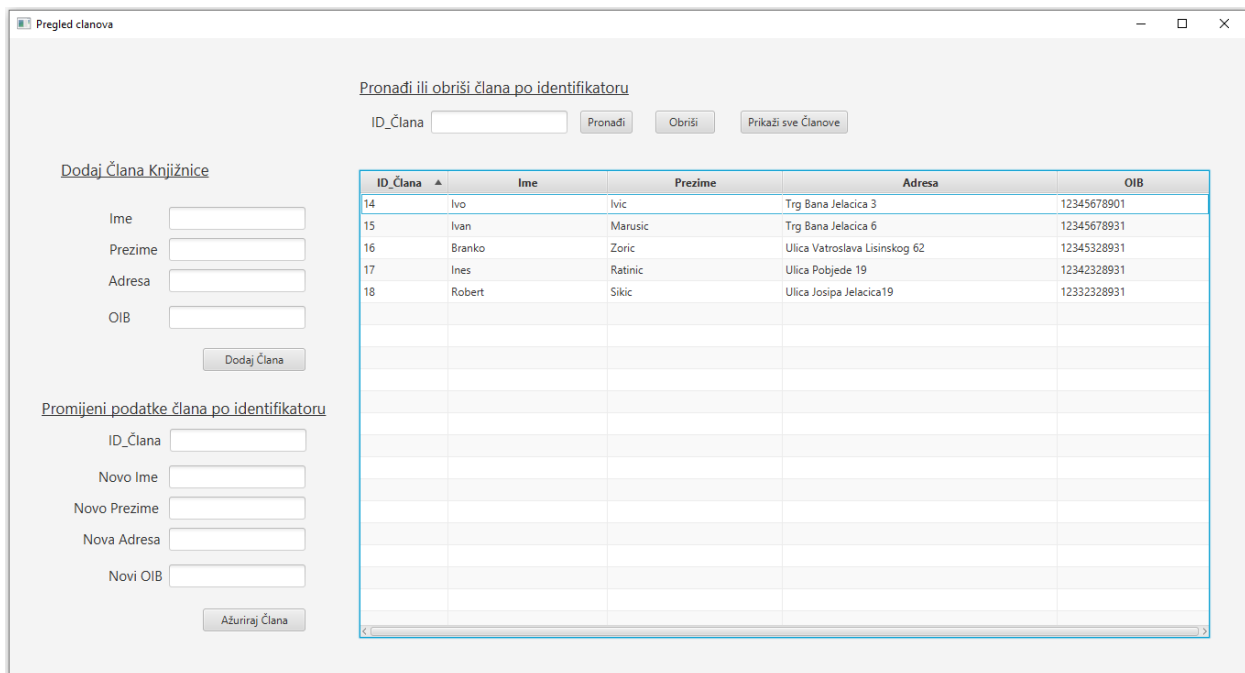 Pregled clanova
Pronađi ili obriši člana po identifikatoru
ID_Člana Pronađi Obriši Prikaži sve Članove
Dodaj Člana Knjižnice
Ime
Prezime
Adresa
OIB
Dodaj Člana
Promijeni podatke člana po identifikatoru
ID_Člana
Novo Ime
Novo Prezime
Nova Adresa
Novi OIB
Ažuriraj Člana
ID_Člana Ime Prezime Adresa OIB
14 Ivo Ivic Trg Bana Jelacica 3 12345678901
15 Ivan Marusic Trg Bana Jelacica 6 12345678931
16 Branko Zoric Ulica Vatroslava Lisinskog 62 12345328931
17 Ines Ratinic Ulica Pobjede 19 12342328931
18 Robert Sikic Ulica Josipa Jelacica19 12332328931